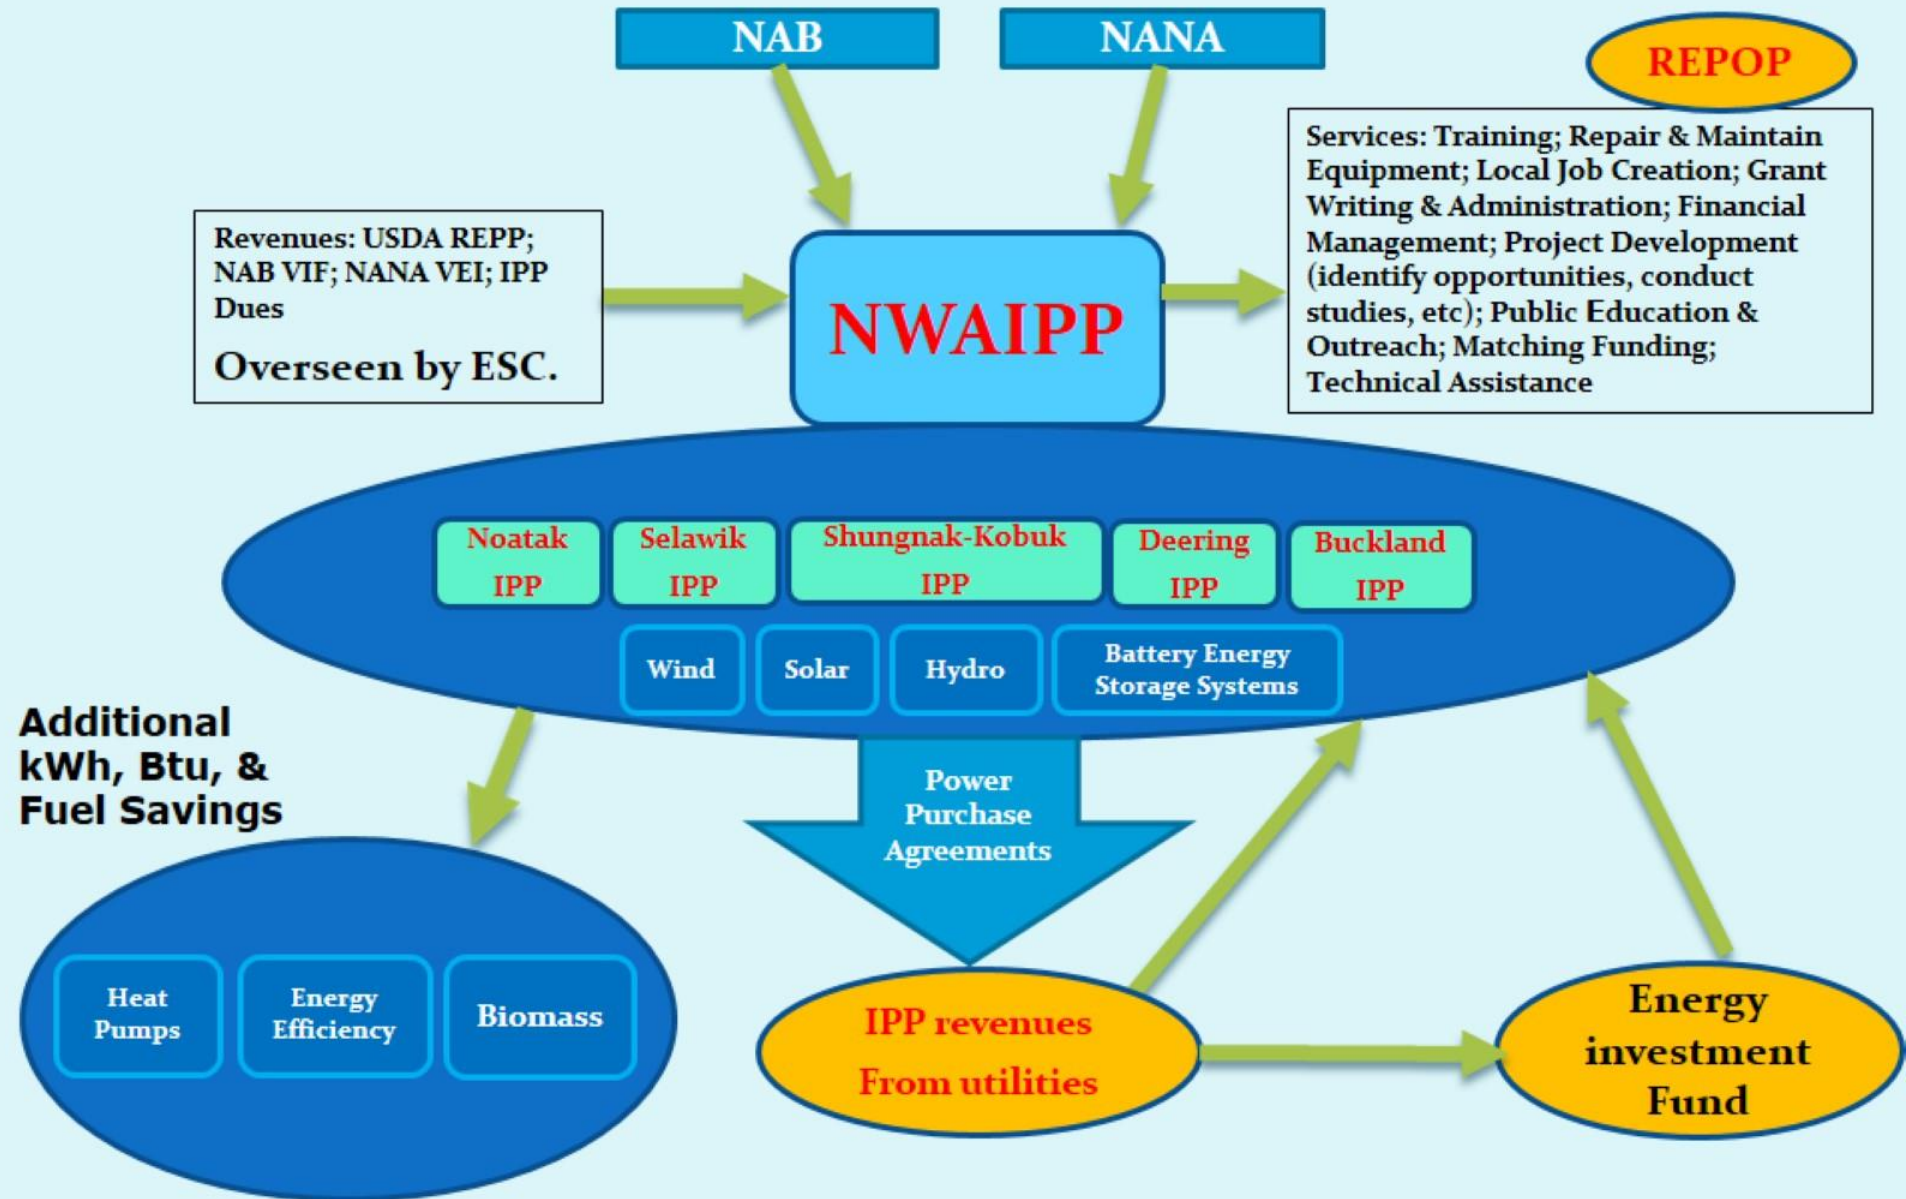 NAB
NANA
REPOP
Services: Training; Repair & Maintain
Equipment; Local Job Creation; Grant
Writing & Administration; Financial
Management; Project Development
(identify opportunities, conduct
studies, etc); Public Education &
Outreach; Matching Funding;
Technical Assistance
Revenues: USDA REPP;
NAB VIF; NANA VEI; IPP
Dues
Overseen by ESC.
NWAIPP
Noatak
IPP
Selawik
IPP
Shungnak-Kobuk
IPP
Deering
IPP
Buckland
IPP
Wind
Solar
Hydro
Battery Energy
Storage Systems
Additional
kWh, Btu, &
Fuel Savings
Power
Purchase
Agreements
Heat
Pumps
Energy
Efficiency
Biomass
IPP revenues
From utilities
Energy
investment
Fund